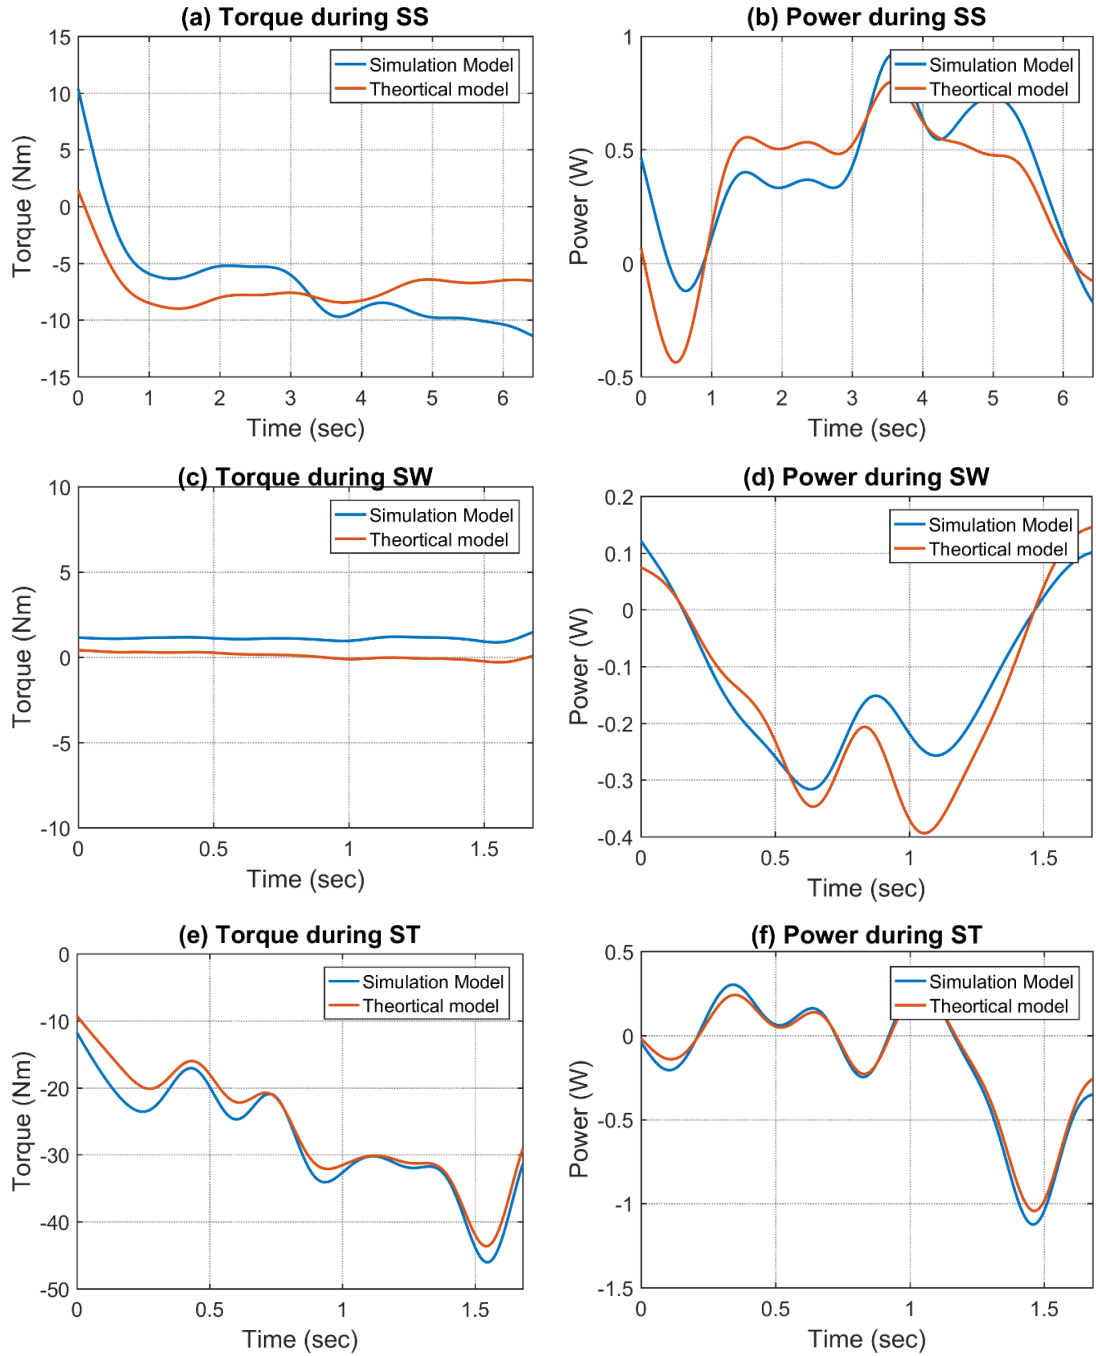 (a) Torque during SS
15
10
5
0
-5
-10
-15
Torque (Nm)
Simulation Model
Theortical model
0 1 2 3 4 5 6
Time (sec)
(b) Power during SS
1
0.5
0
-0.5
Power (W)
Simulation Model
Theortical model
0 1 2 3 4 5 6
Time (sec)
(c) Torque during SW
10
5
0
-5
-10
Torque (Nm)
Simulation Model
Theortical model
0 0.5 1 1.5
Time (sec)
(d) Power during SW
0.2
0.1
0
-0.1
-0.2
-0.3
-0.4
Power (W)
Simulation Model
Theortical model
0 0.5 1 1.5
Time (sec)
(e) Torque during ST
0
-10
-20
-30
-40
-50
Torque (Nm)
Simulation Model
Theortical model
0 0.5 1 1.5
Time (sec)
(f) Power during ST
0.5
0
-0.5
-1
-1.5
Power (W)
Simulation Model
Theortical model
0 0.5 1 1.5
Time (sec)